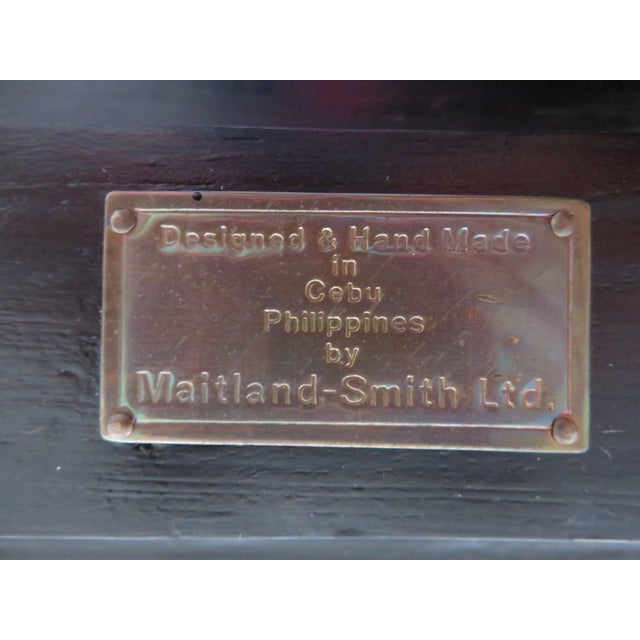 Designed & Hand Made
in
Cebu
Philippines
by
Maitland-Smith Ltd.